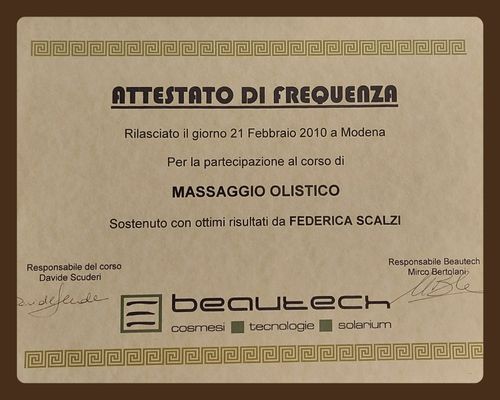 ATTESTATO DI FREQUENZA
Rilasciato il giorno 21 Febbraio 2010 a Modena
Per la partecipazione al corso di
MASSAGGIO OLISTICO
Sostenuto con ottimi risultati da FEDERICA SCALZI
Responsabile del corso
Davide Scuderi
Responsabile Beautech
Mirco Bertolani
beautech
cosmesi tecnologie solarium